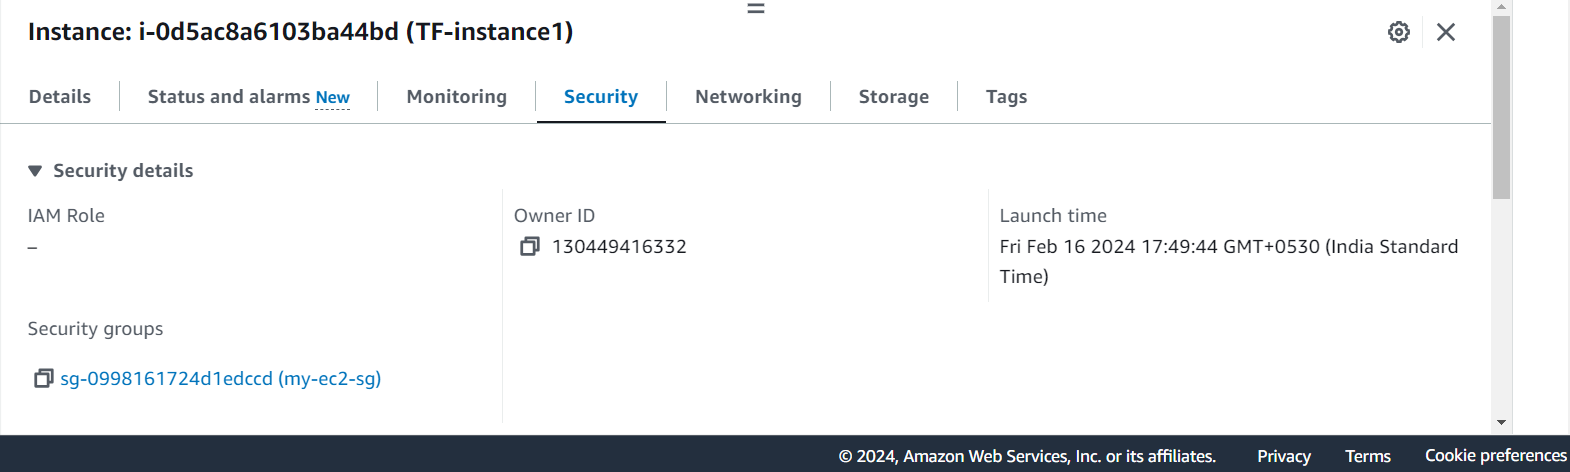 Instance: i-0d5ac8a6103ba44bd (TF-instance1)
Details Status and alarms New Monitoring Security Networking Storage Tags
Security details
IAM Role
–
Owner ID
130449416332
Launch time
Fri Feb 16 2024 17:49:44 GMT+0530 (India Standard
Time)
Security groups
sg-0998161724d1edccd (my-ec2-sg)
© 2024, Amazon Web Services, Inc. or its affiliates. Privacy Terms Cookie preferences